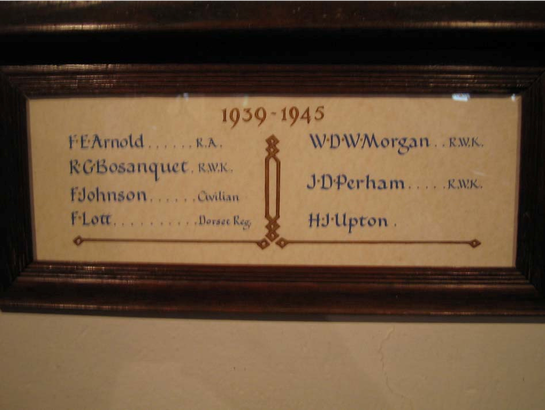 1939-1945
F·E·Arnold ...... R.A.
R·G·Bosanquet . R.W.K.
F·Johnson ...... Civilian
F·Lott .......... Dorset Reg.
W·D·W·Morgan .. R.W.K.
J·D·Perham ..... R.W.K.
H·J·Upton .